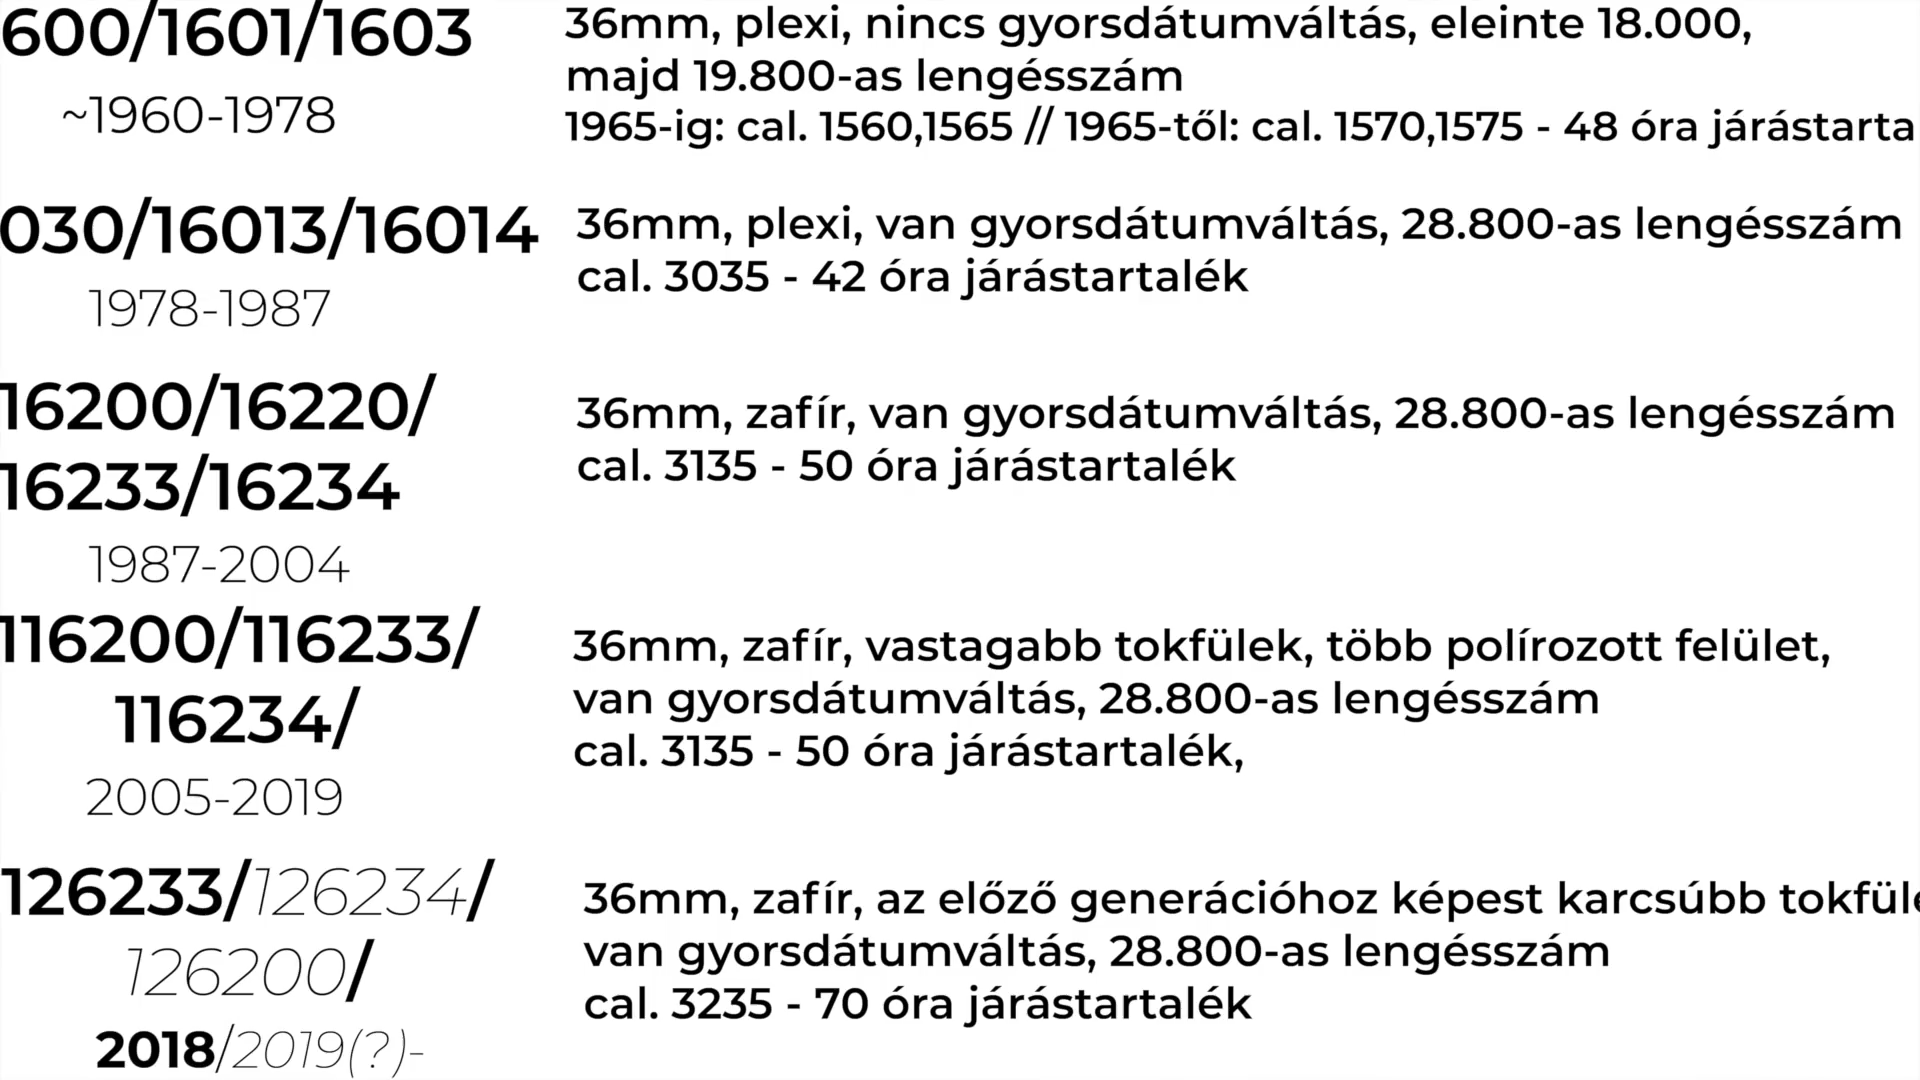 600/1601/1603
36mm, plexi, nincs gyorsdátumváltás, eleinte 18.000,
majd 19.800-as lengésszám
~1960-1978
1965-ig: cal. 1560,1565 // 1965-től: cal. 1570,1575 - 48 óra járástarta
030/16013/16014
36mm, plexi, van gyorsdátumváltás, 28.800-as lengésszám
cal. 3035 - 42 óra járástartalék
1978-1987
16200/16220/
16233/16234
36mm, zafír, van gyorsdátumváltás, 28.800-as lengésszám
cal. 3135 - 50 óra járástartalék
1987-2004
116200/116233/
116234/
36mm, zafír, vastagabb tokfülek, több polírozott felület,
van gyorsdátumváltás, 28.800-as lengésszám
cal. 3135 - 50 óra járástartalék,
2005-2019
126233/126234/
126200/
36mm, zafír, az előző generációhoz képest karcsúbb tokfüle
van gyorsdátumváltás, 28.800-as lengésszám
cal. 3235 - 70 óra járástartalék
2018/2019(?)-